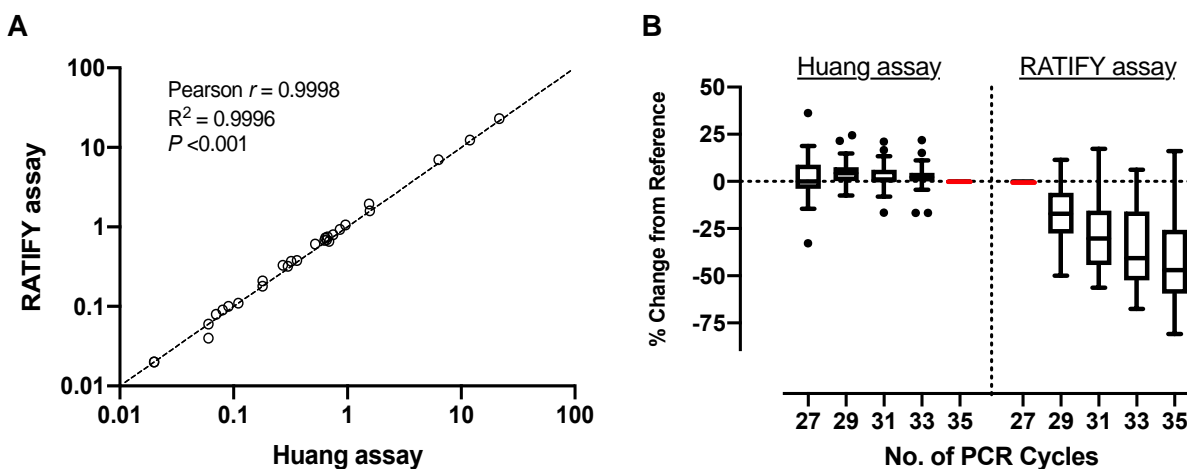 A
RATIFY assay
100
10
1
0.1
0.01
Pearson r = 0.9998
R² = 0.9996
P <0.001
0.01 0.1 1 10 100
Huang assay
B
Huang assay RATIFY assay
% Change from Reference
50
25
0
-25
-50
-75
27 29 31 33 35 27 29 31 33 35
No. of PCR Cycles